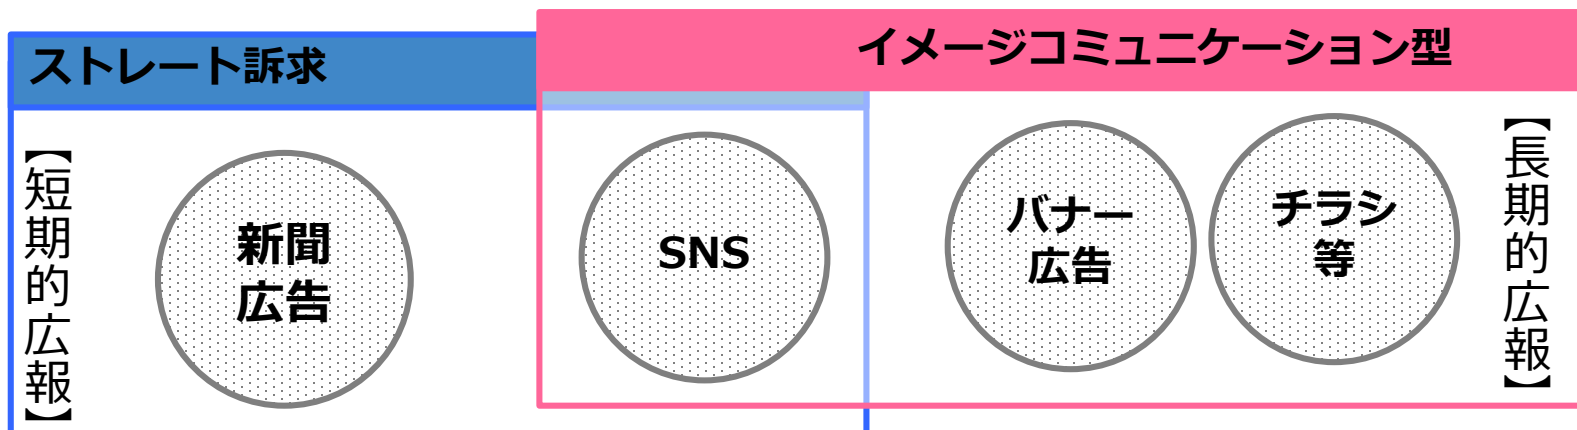 ストレート訴求
イメージコミュニケーション型
【短期的広報】
新聞
広告
SNS
バナー
広告
チラシ
等
【長期的広報】